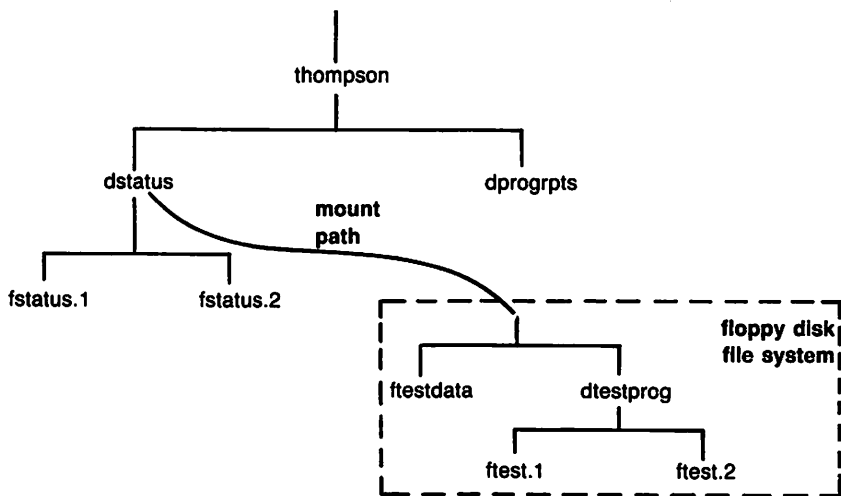 thompson
dstatus
dprogrpts
mount
path
fstatus.1
fstatus.2
floppy disk
file system
ftestdata
dtestprog
ftest.1
ftest.2